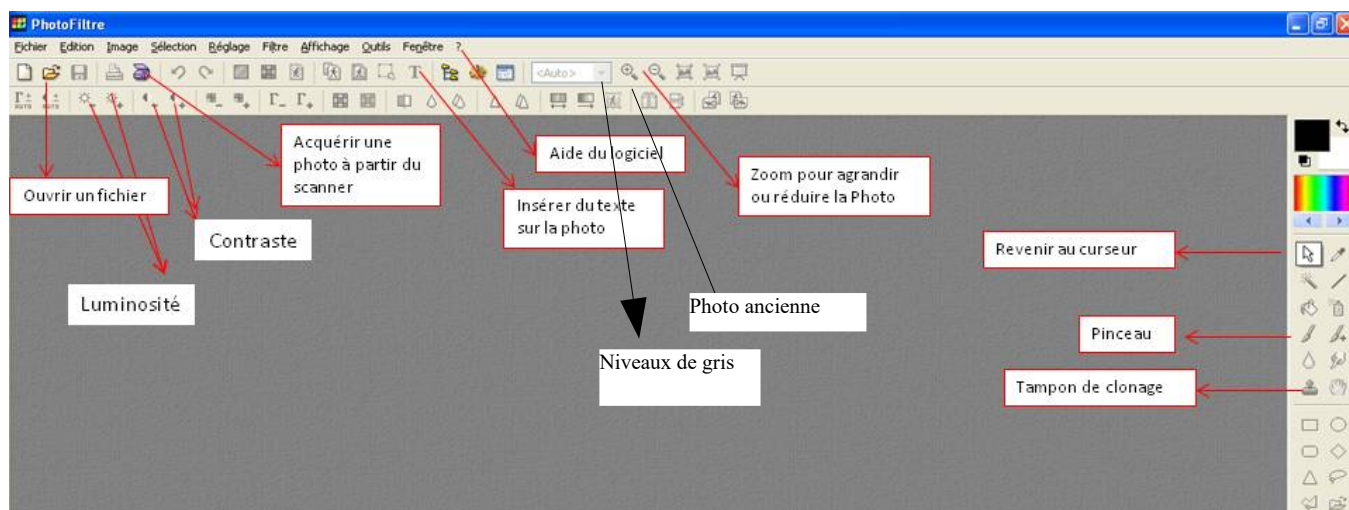 PhotoFiltre
Fichier Edition Image Sélection Réglage Filtre Affichage Outils Fenêtre ?
T <Auto>
AUTO AUTO
Ouvrir un fichier
Acquérir une
photo à partir du
scanner
Contraste
Luminosité
Aide du logiciel
Insérer du texte
sur la photo
Zoom pour agrandir
ou réduire la Photo
Photo ancienne
Niveaux de gris
Revenir au curseur
Pinceau
Tampon de clonage